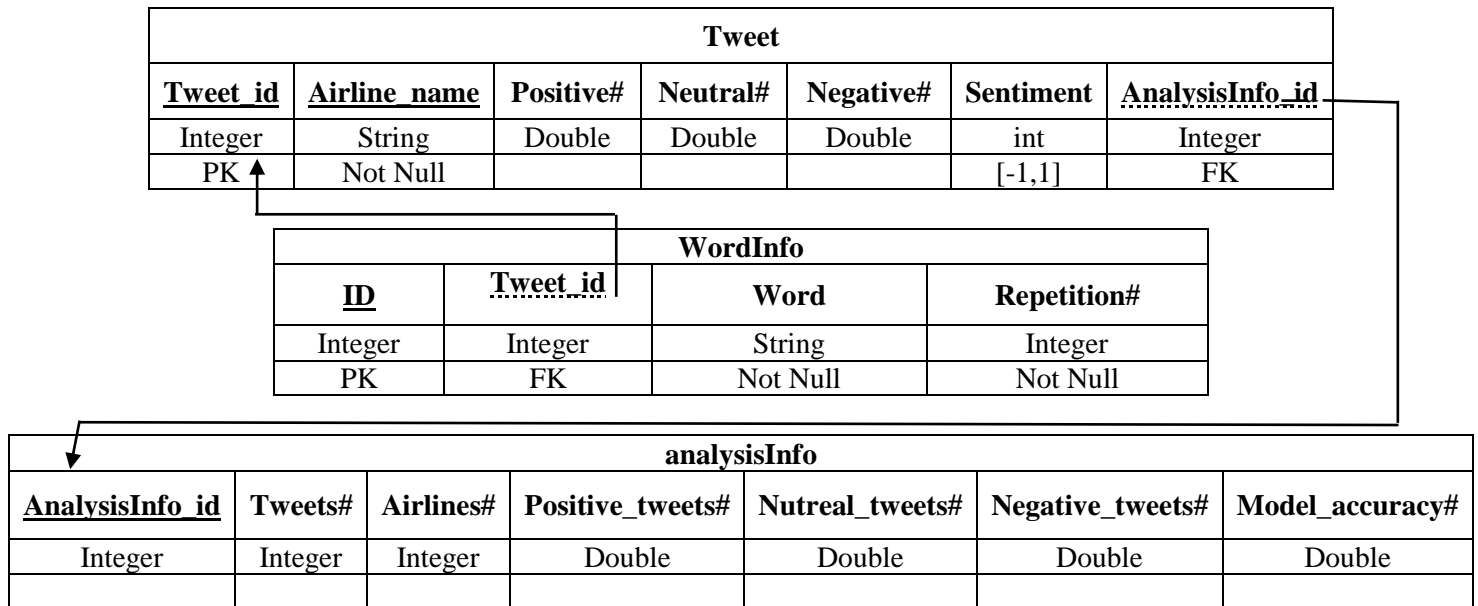 Tweet
Tweet_id Airline_name Positive# Neutral# Negative# Sentiment AnalysisInfo_id
Integer String Double Double Double int Integer
PK Not Null [-1,1] FK
WordInfo
ID Tweet_id Word Repetition#
Integer Integer String Integer
PK FK Not Null Not Null
analysisInfo
AnalysisInfo_id Tweets# Airlines# Positive_tweets# Nutreal_tweets# Negative_tweets# Model_accuracy#
Integer Integer Integer Double Double Double Double